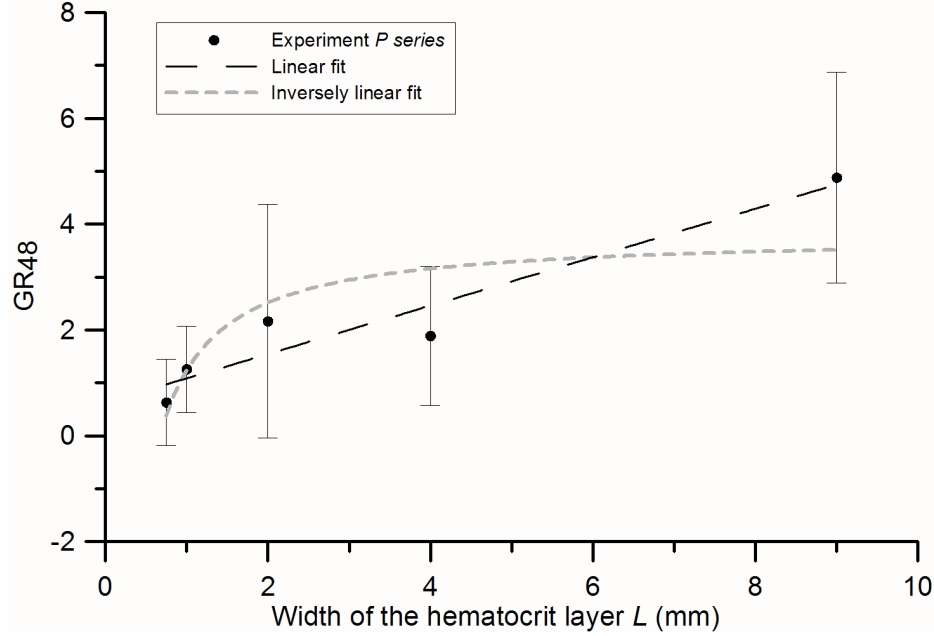 8
6
4
2
0
-2
GR48
Experiment P series
Linear fit
Inversely linear fit
0 2 4 6 8 10
Width of the hematocrit layer L (mm)